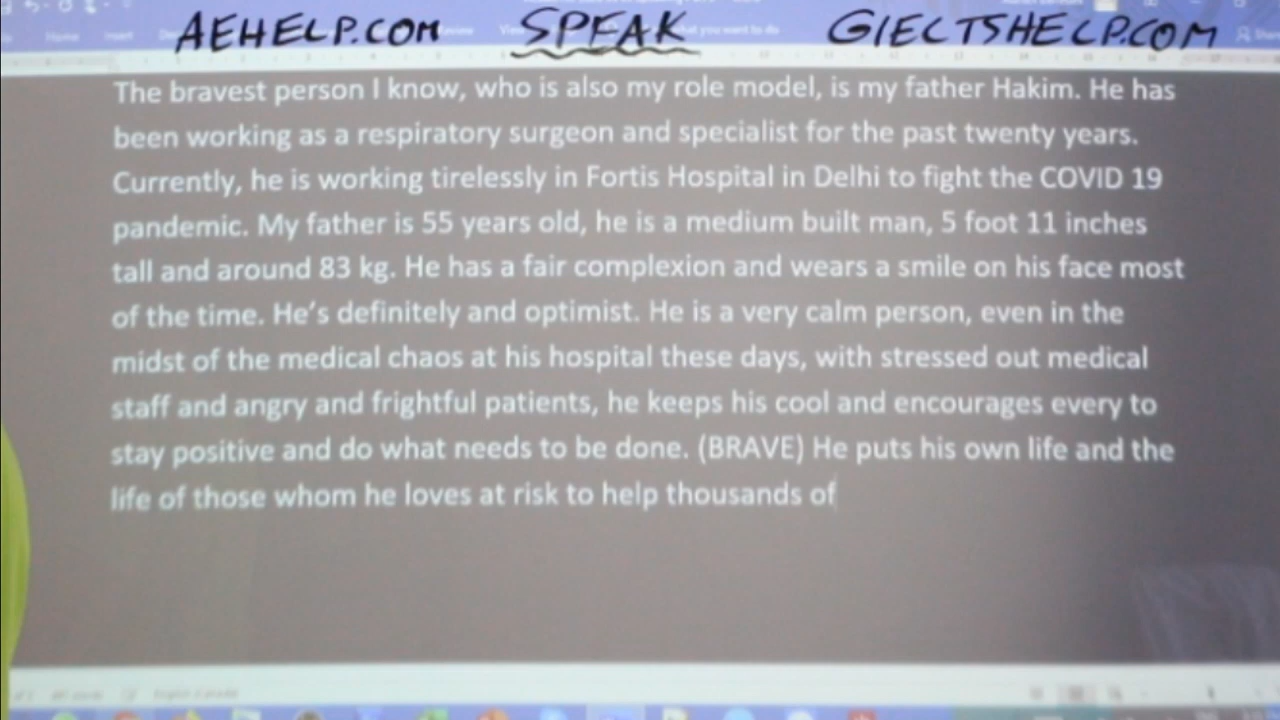 AEHELP.COM SPEAK GIELTSHELP.COM
Home Insert
The bravest person I know, who is also my role model, is my father Hakim. He has
been working as a respiratory surgeon and specialist for the past twenty years.
Currently, he is working tirelessly in Fortis Hospital in Delhi to fight the COVID 19
pandemic. My father is 55 years old, he is a medium built man, 5 foot 11 inches
tall and around 83 kg. He has a fair complexion and wears a smile on his face most
of the time. He's definitely and optimist. He is a very calm person, even in the
midst of the medical chaos at his hospital these days, with stressed out medical
staff and angry and frightful patients, he keeps his cool and encourages every to
stay positive and do what needs to be done. (BRAVE) He puts his own life and the
life of those whom he loves at risk to help thousands of